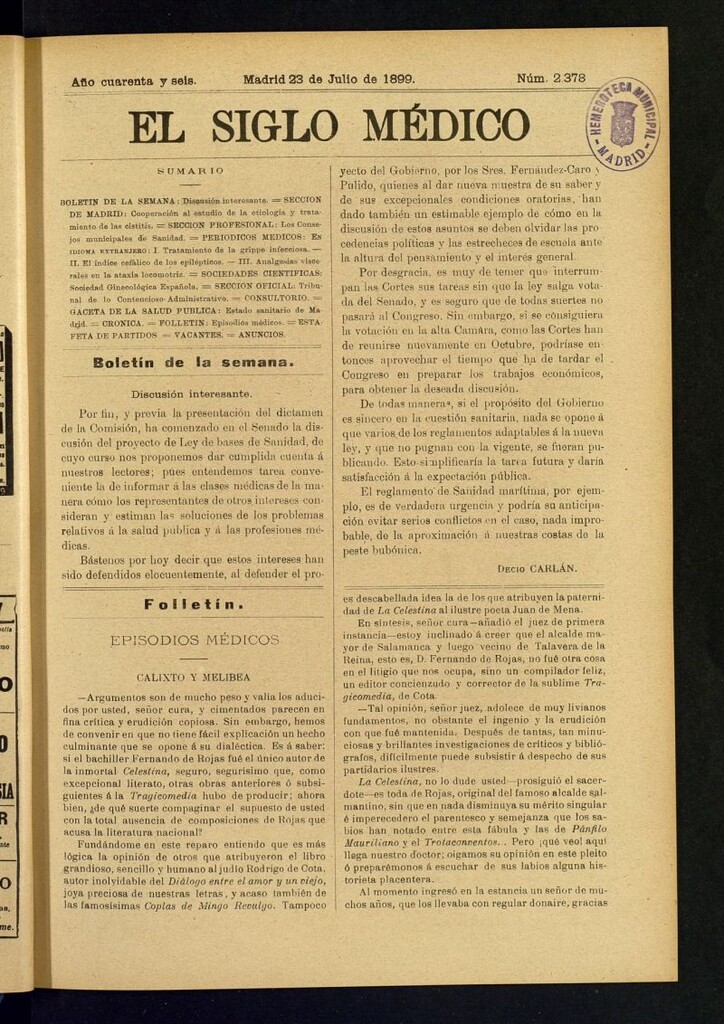 Año cuarenta y seis. Madrid 23 de Julio de 1899. Núm. 2.378
EL SIGLO MÉDICO
HEMEROTECA MUNICIPAL
- MADRID -
SUMARIO
BOLETIN DE LA SEMANA: Discusión interesante. = SECCION
DE MADRID: Cooperación al estudio de la etiología y trata-
miento de las cistitis. = SECCION PROFESIONAL: Los Conse-
jos municipales de Sanidad. = PERIODICOS MEDICOS: EN
IDIOMA EXTRANJERO: I. Tratamiento de la grippe infecciosa. —
II. El índice cefálico de los epilépticos. — III. Analgesias visce-
rales en la ataxia locomotriz. = SOCIEDADES CIENTIFICAS:
Sociedad Ginecológica Española. = SECCION OFICIAL: Tribu-
nal de lo Contencioso-Administrativo. = CONSULTORIO. =
GACETA DE LA SALUD PUBLICA: Estado sanitario de Ma-
drid. = CRONICA. = FOLLETIN: Episodios médicos. = ESTA-
FETA DE PARTIDOS = VACANTES. = ANUNCIOS.
Boletín de la semana.
Discusión interesante.
Por fin, y previa la presentación del dictamen
de la Comisión, ha comenzado en el Senado la dis-
cusión del proyecto de Ley de bases de Sanidad, de
cuyo curso nos proponemos dar cumplida cuenta á
nuestros lectores; pues entendemos tarea conve-
niente la de informar á las clases médicas de la ma-
nera cómo los representantes de otros intereses con-
sideran y estiman las soluciones de los problemas
relativos á la salud pública y á las profesiones mé-
dicas.
Bástenos por hoy decir que estos intereses han
sido defendidos elocuentemente, al defender el pro-
yecto del Gobierno, por los Sres. Fernández-Caro y
Pulido, quienes al dar nueva muestra de su saber y
de sus excepcionales condiciones oratorias, han
dado también un estimable ejemplo de cómo en la
discusión de estos asuntos se deben olvidar las pro-
cedencias políticas y las estrecheces de escuela ante
la altura del pensamiento y el interés general.
Por desgracia, es muy de temer que interrum-
pan las Cortes sus tareas sin que la ley salga vota-
da del Senado, y es seguro que de todas suertes no
pasará al Congreso. Sin embargo, si se consiguiera
la votación en la alta Camára, como las Cortes han
de reunirse nuevamente en Octubre, podríase en-
tonces aprovechar el tiempo que ha de tardar el
Congreso en preparar los trabajos económicos,
para obtener la deseada discusión.
De todas maneras, si el propósito del Gobierno
es sincero en la cuestión sanitaria, nada se opone á
que varios de los reglamentos adaptables á la nueva
ley, y que no pugnan con la vigente, se fueran pu-
blicando. Esto simplificaría la tarea futura y daría
satisfacción á la expectación pública.
El reglamento de Sanidad marítima, por ejem-
plo, es de verdadera urgencia y podría su anticipa-
ción evitar serios conflictos en el caso, nada impro-
bable, de la aproximación á nuestras costas de la
peste bubónica.
DECIO CARLÁN.
Folletín.
EPISODIOS MÉDICOS
CALIXTO Y MELIBEA
—Argumentos son de mucho peso y valía los aduci-
dos por usted, señor cura, y cimentados parecen en
fina crítica y erudición copiosa. Sin embargo, hemos
de convenir en que no tiene fácil explicación un hecho
culminante que se opone á su dialéctica. Es á saber:
si el bachiller Fernando de Rojas fué el único autor de
la inmortal Celestina, seguro, segurísimo que, como
excepcional literato, otras obras anteriores ó subsi-
guientes á la Tragicomedia hubo de producir; ahora
bien, ¿de qué suerte compaginar el supuesto de usted
con la total ausencia de composiciones de Rojas que
acusa la literatura nacional?
Fundándome en este reparo entiendo que es más
lógica la opinión de otros que atribuyeron el libro
grandioso, sencillo y humano al judío Rodrigo de Cota,
autor inolvidable del Diálogo entre el amor y un viejo,
joya preciosa de nuestras letras, y acaso también de
las famosísimas Coplas de Mingo Revulgo. Tampoco
es descabellada idea la de los que atribuyen la paterni-
dad de La Celestina al ilustre poeta Juan de Mena.
En síntesis, señor cura—añadió el juez de primera
instancia—estoy inclinado á creer que el alcalde ma-
yor de Salamanca y luego vecino de Talavera de la
Reina, esto es, D. Fernando de Rojas, no fué otra cosa
en el litigio que nos ocupa, sino un compilador feliz,
un editor concienzudo y corrector de la sublime Tra-
gicomedia, de Cota.
—Tal opinión, señor juez, adolece de muy livianos
fundamentos, no obstante el ingenio y la erudición
con que fué mantenida. Después de tantas, tan minu-
ciosas y brillantes investigaciones de críticos y bibliô-
grafos, difícilmente puede subsistir á despecho de sus
partidarios ilustres.
La Celestina, no lo dude usted—prosiguió el sacer-
dote—es toda de Rojas, original del famoso alcalde sal-
mantino, sin que en nada disminuya su mérito singular
é imperecedero el parentesco y semejanza que los sa-
bios han notado entre esta fábula y las de Pánfilo
Mauriliano y el Trotaconventos... Pero ¡qué veo! aquí
llega nuestro doctor; oigamos su opinión en este pleito
ó preparémonos á escuchar de sus labios alguna his-
torieta placentera.
Al momento ingresó en la estancia un señor de mu-
chos años, que los llevaban con regular donaire, gracias